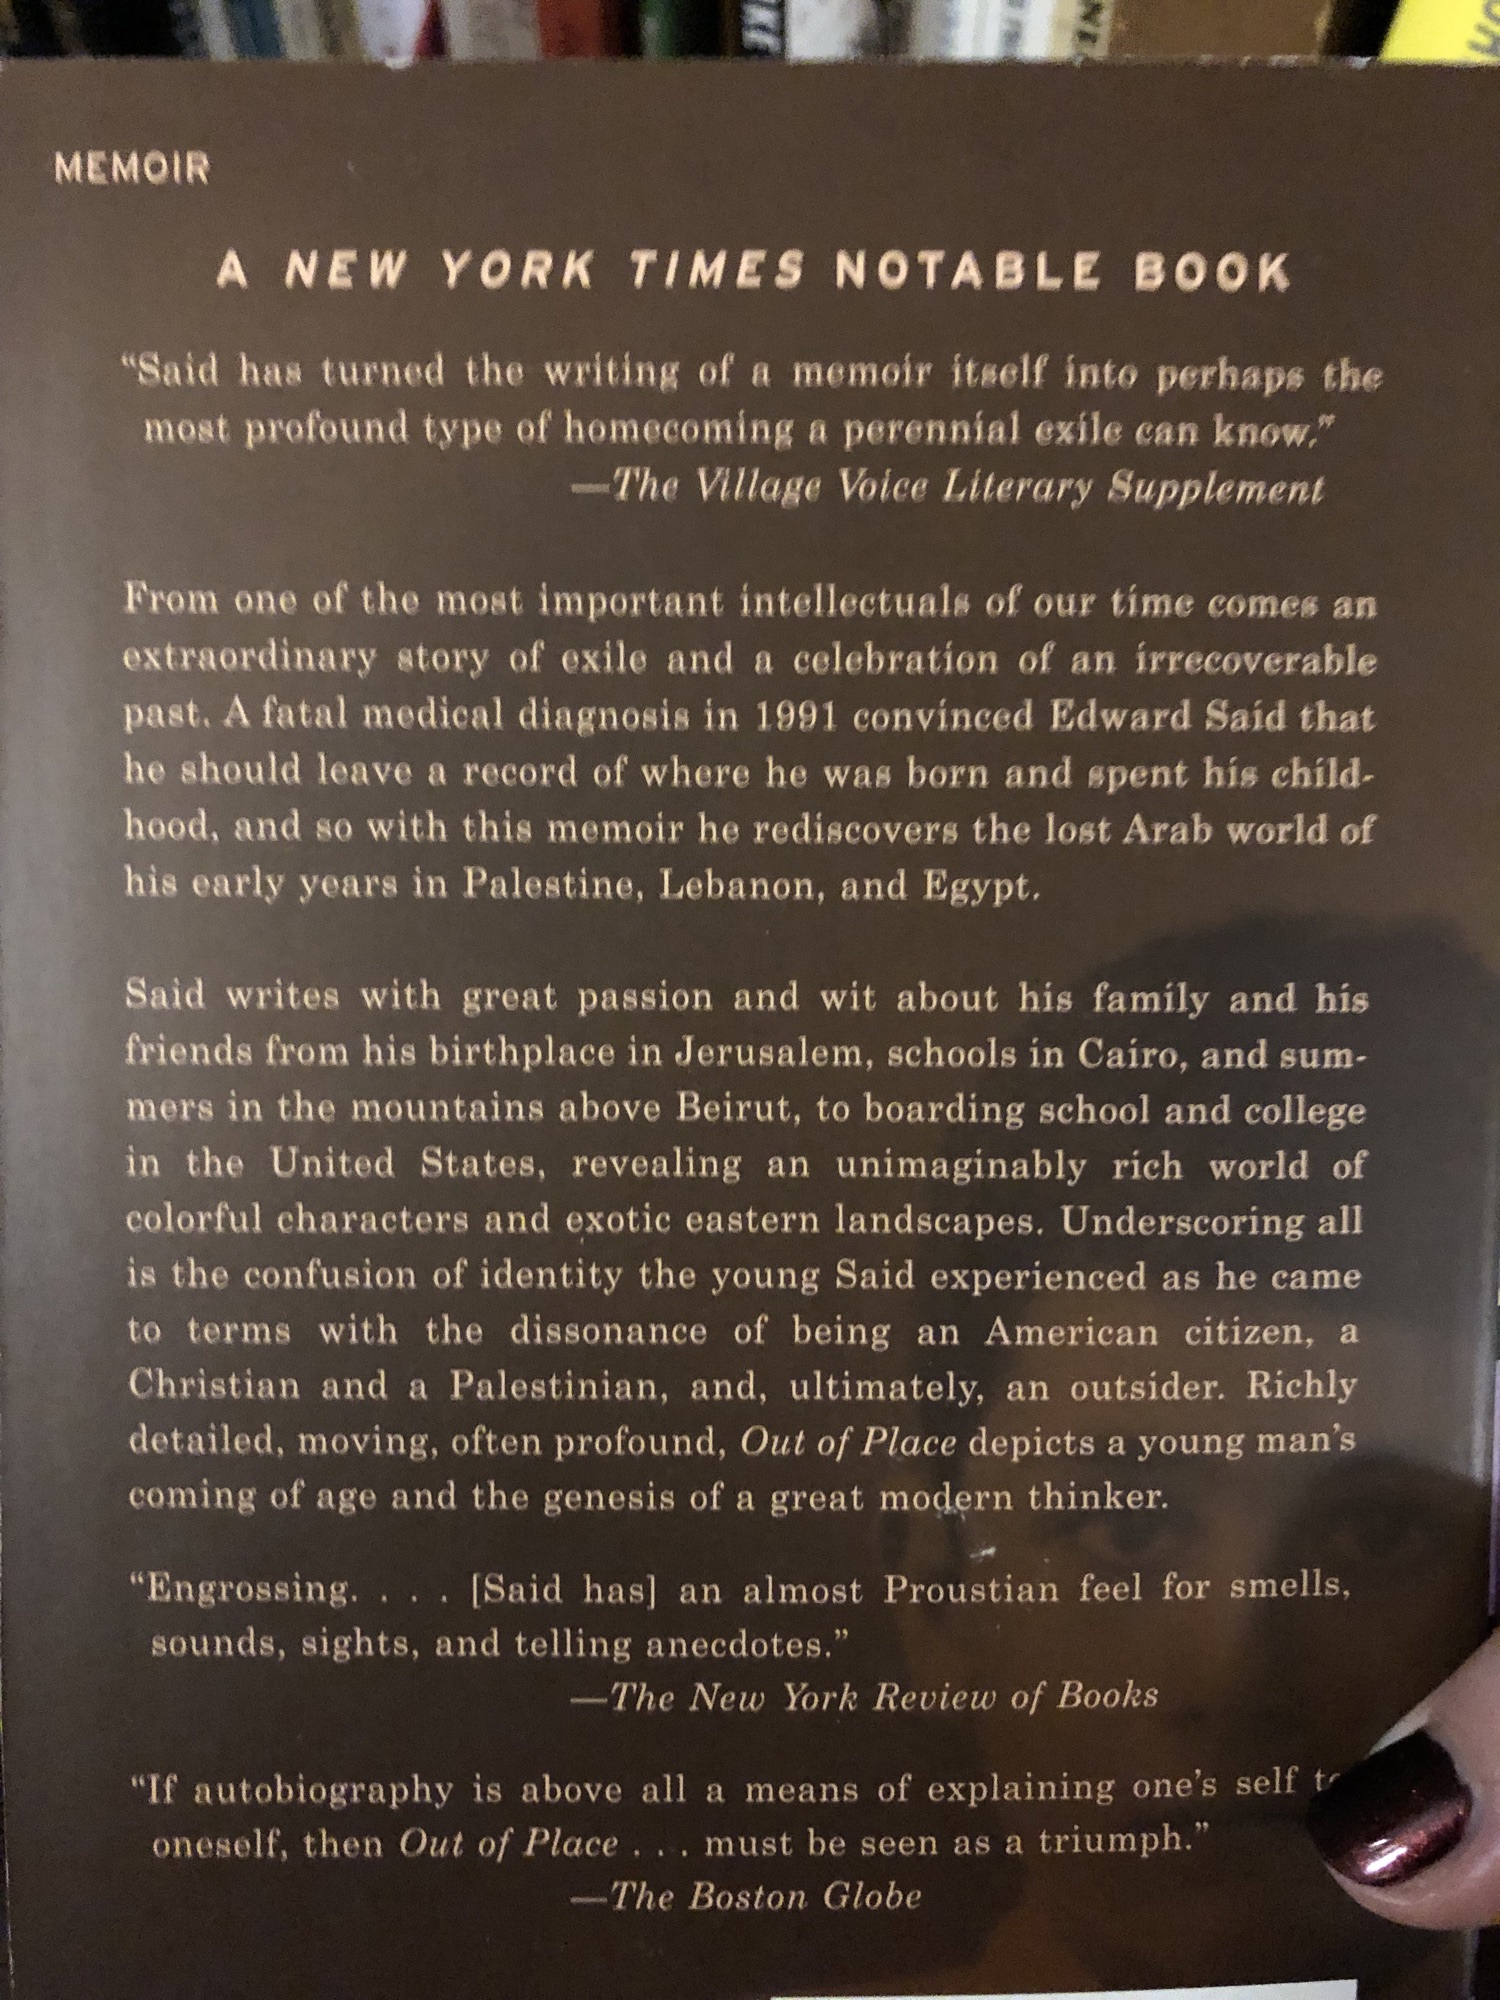 MEMOIR
A NEW YORK TIMES NOTABLE BOOK
“Said has turned the writing of a memoir itself into perhaps the
most profound type of homecoming a perennial exile can know.”
—The Village Voice Literary Supplement
From one of the most important intellectuals of our time comes an
extraordinary story of exile and a celebration of an irrecoverable
past. A fatal medical diagnosis in 1991 convinced Edward Said that
he should leave a record of where he was born and spent his child-
hood, and so with this memoir he rediscovers the lost Arab world of
his early years in Palestine, Lebanon, and Egypt.
Said writes with great passion and wit about his family and his
friends from his birthplace in Jerusalem, schools in Cairo, and sum-
mers in the mountains above Beirut, to boarding school and college
in the United States, revealing an unimaginably rich world of
colorful characters and exotic eastern landscapes. Underscoring all
is the confusion of identity the young Said experienced as he came
to terms with the dissonance of being an American citizen, a
Christian and a Palestinian, and, ultimately, an outsider. Richly
detailed, moving, often profound, Out of Place depicts a young man’s
coming of age and the genesis of a great modern thinker.
“Engrossing. . . . [Said has] an almost Proustian feel for smells,
sounds, sights, and telling anecdotes.”
—The New York Review of Books
“If autobiography is above all a means of explaining one’s self to
oneself, then Out of Place . . . must be seen as a triumph.”
—The Boston Globe